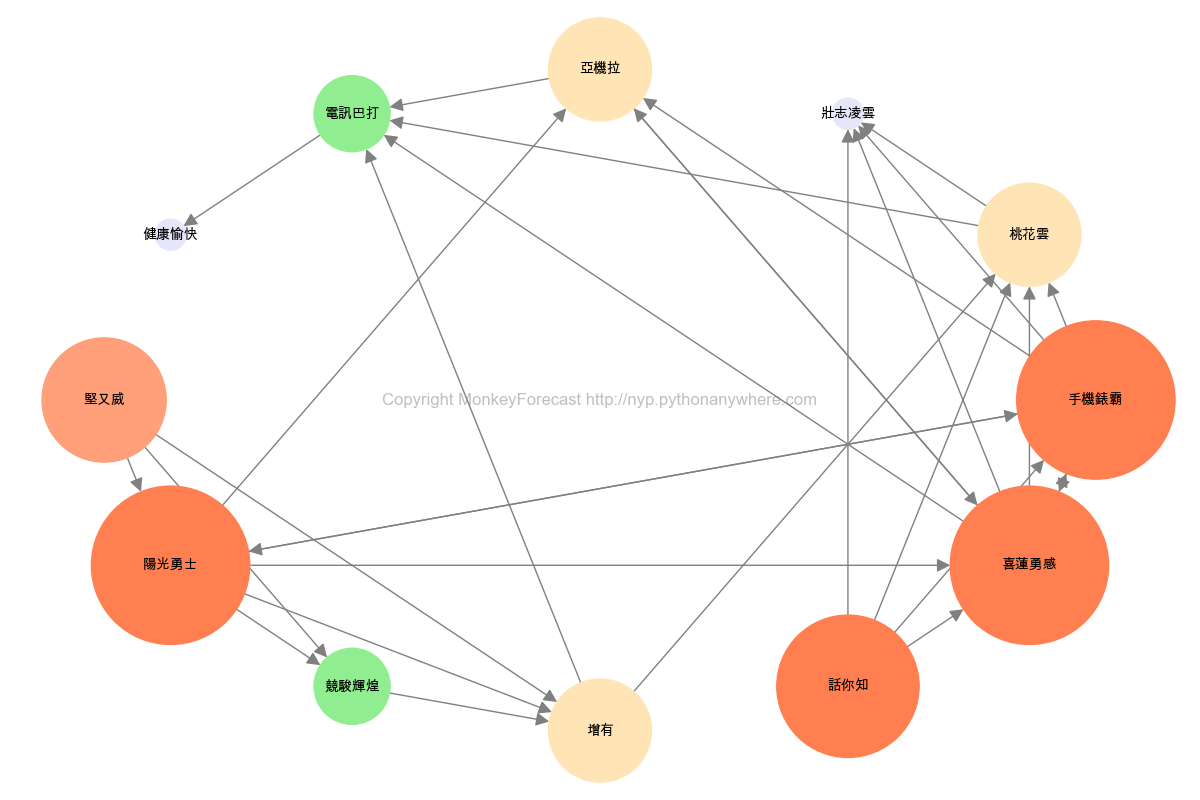 亞機拉
電訊巴打
壯志凌雲
健康愉快
桃花雲
堅又威
Copyright MonkeyForecast http://nyp.pythonanywhere.com
手機錶霸
陽光勇士
喜蓮勇感
競駿輝煌
話你知
增有